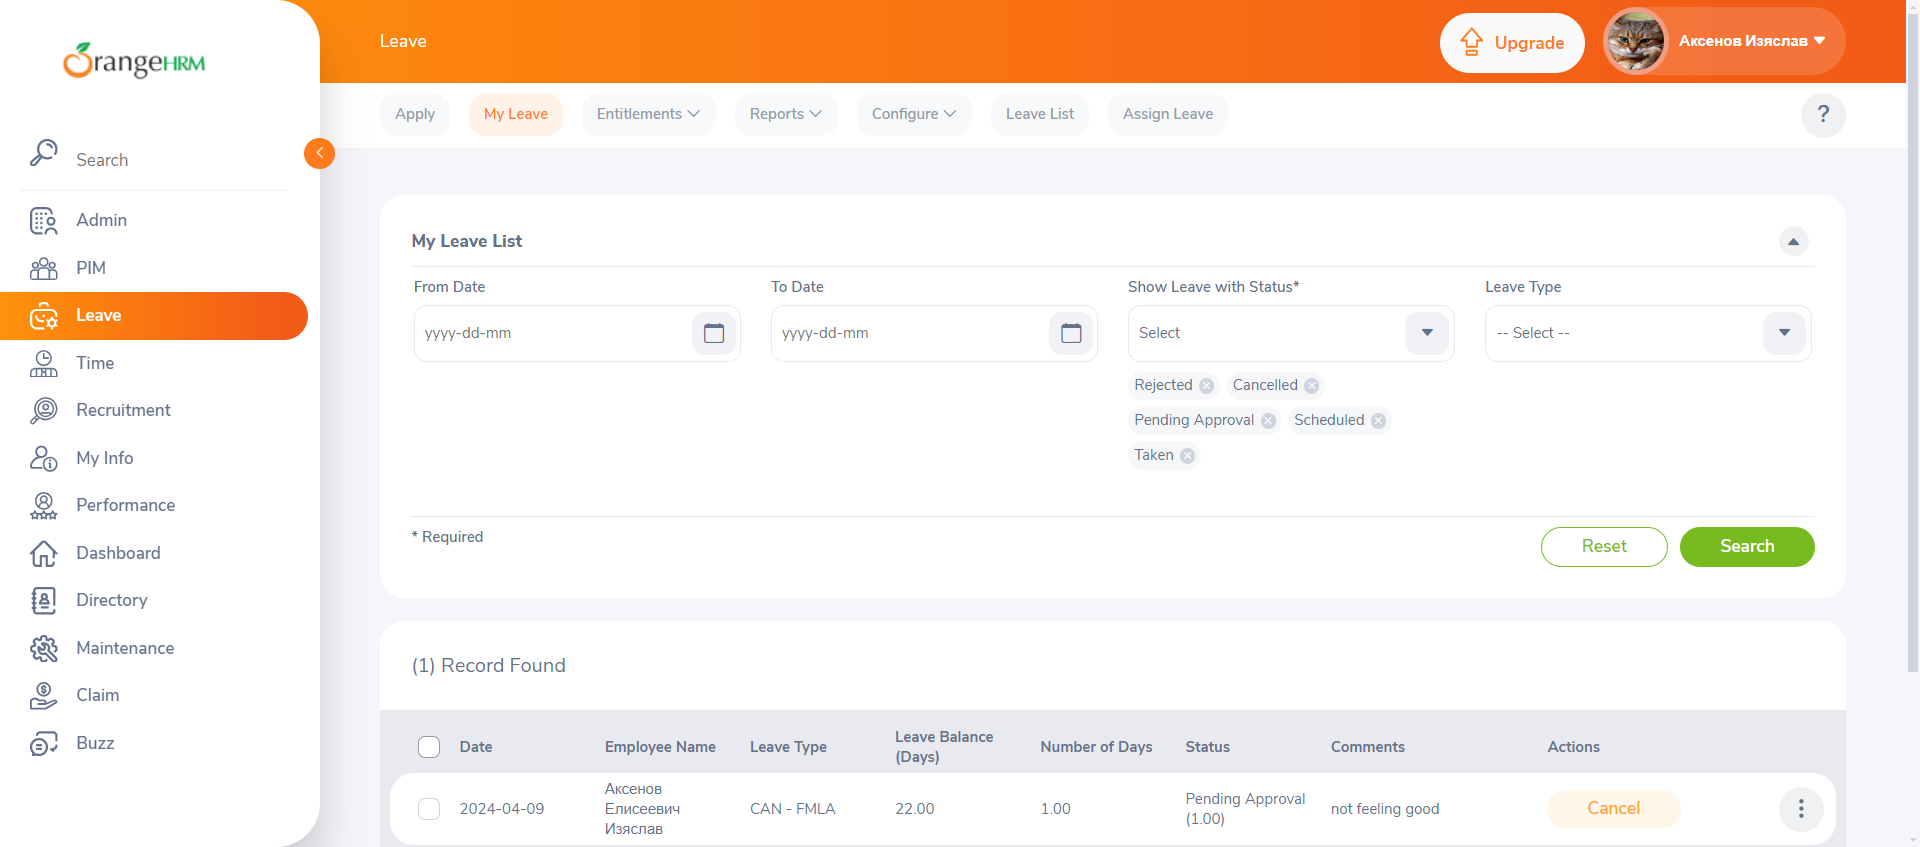 OrangeHRM
Leave
Upgrade
Аксенов Изяслав
Apply
My Leave
Entitlements
Reports
Configure
Leave List
Assign Leave
?
Search
Admin
PIM
Leave
Time
Recruitment
My Info
Performance
Dashboard
Directory
Maintenance
Claim
Buzz
My Leave List
From Date
To Date
Show Leave with Status*
Leave Type
yyyy-dd-mm
yyyy-dd-mm
Select
-- Select --
Rejected
Cancelled
Pending Approval
Scheduled
Taken
* Required
Reset
Search
(1) Record Found
Date
Employee Name
Leave Type
Leave Balance
(Days)
Number of Days
Status
Comments
Actions
2024-04-09
Аксенов
Елисеевич
Изяслав
CAN - FMLA
22.00
1.00
Pending Approval
(1.00)
not feeling good
Cancel